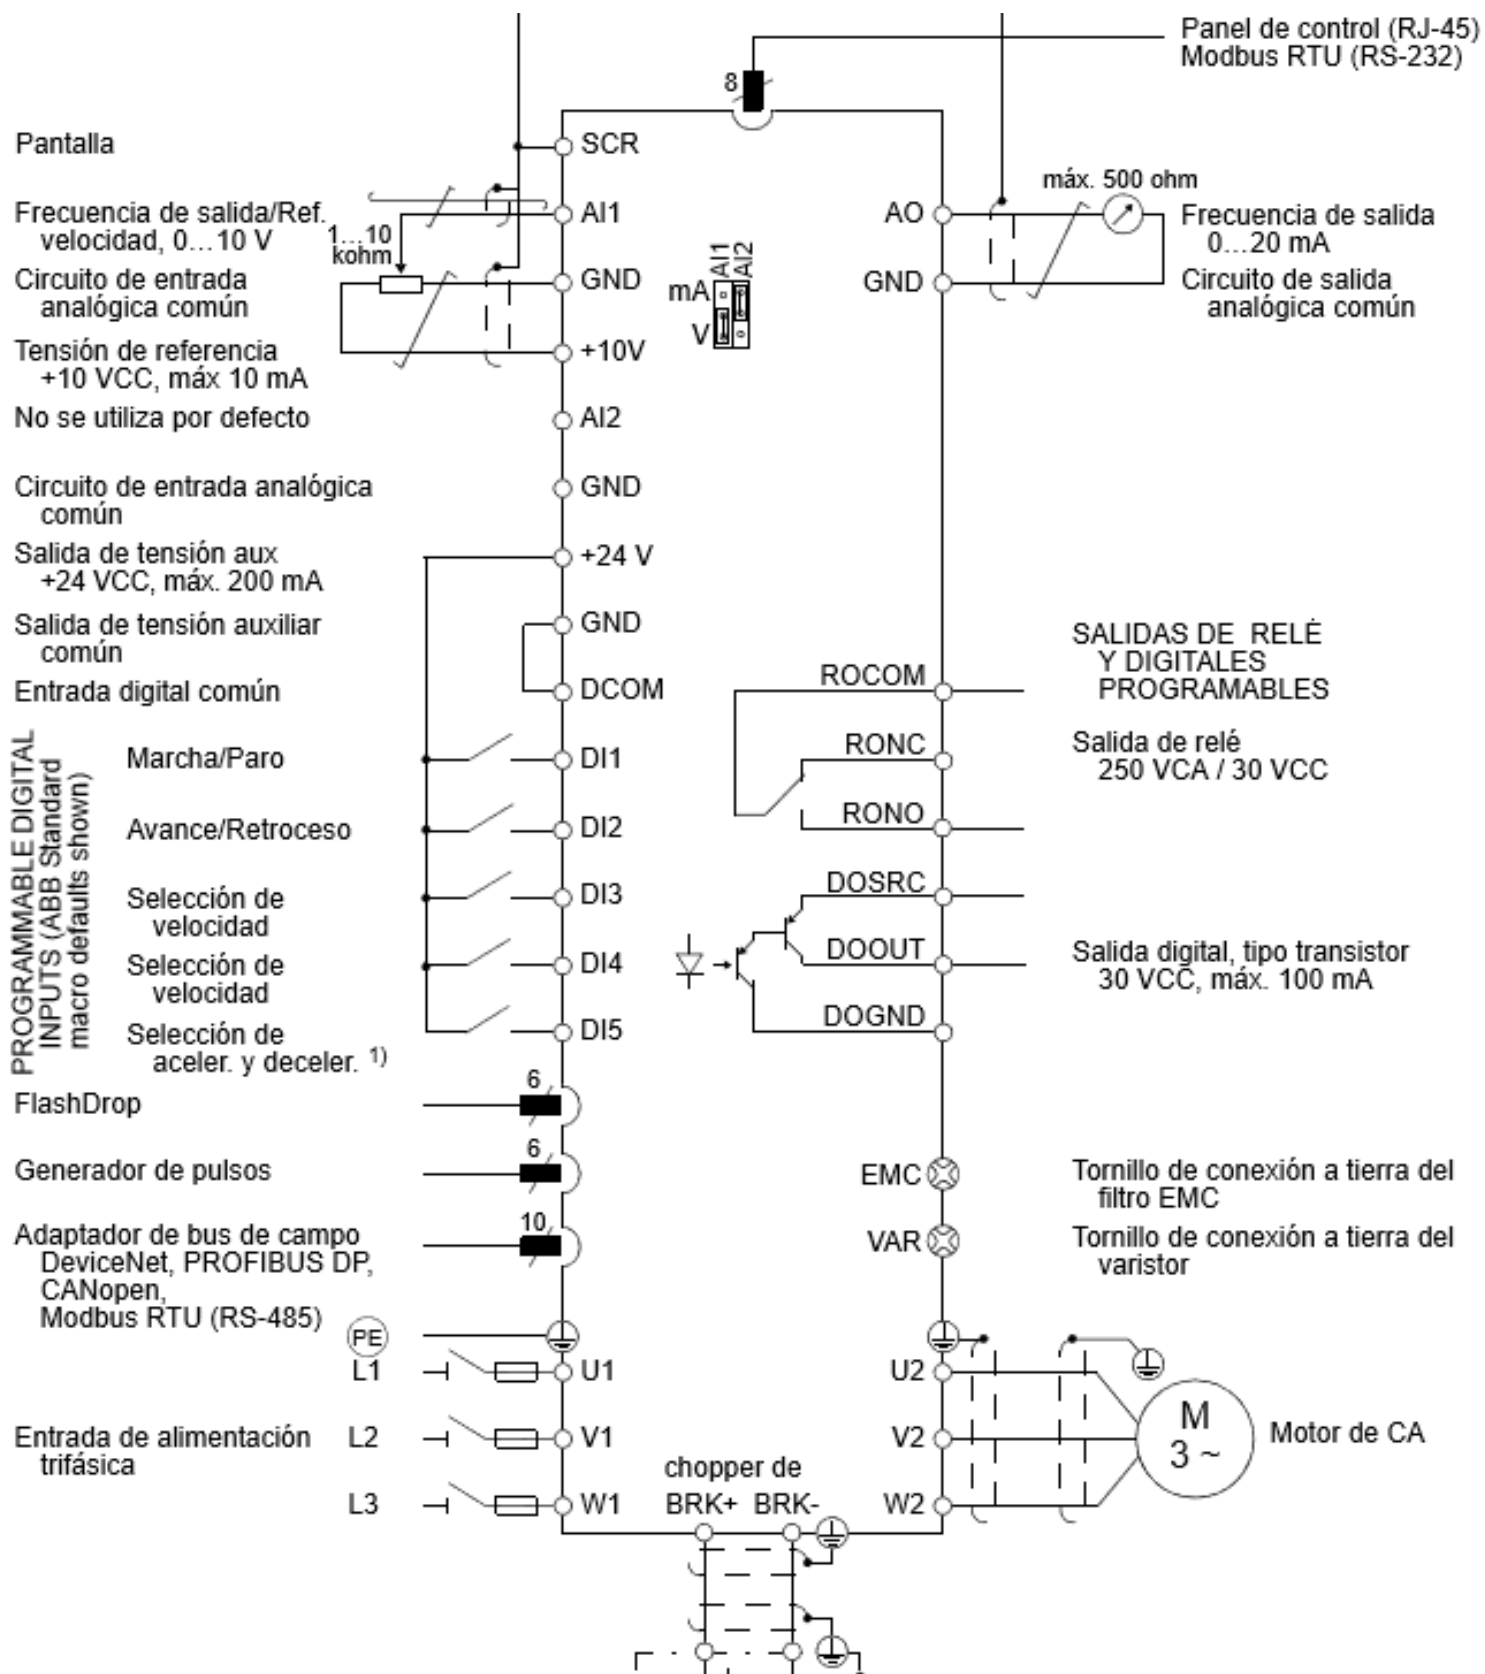 Panel de control (RJ-45)
Modbus RTU (RS-232)
8
Pantalla
SCR
máx. 500 ohm
Frecuencia de salida/Ref.
velocidad, 0...10 V
1...10
kohm
AI1
AO
Frecuencia de salida
0...20 mA
Circuito de entrada
analógica común
GND
AI1
AI2
mA
V
GND
Circuito de salida
analógica común
Tensión de referencia
+10 VCC, máx 10 mA
+10V
No se utiliza por defecto
AI2
Circuito de entrada analógica
común
GND
Salida de tensión aux
+24 VCC, máx. 200 mA
+24 V
Salida de tensión auxiliar
común
GND
SALIDAS DE RELÉ
Y DIGITALES
PROGRAMABLES
Entrada digital común
DCOM
ROCOM
PROGRAMMABLE DIGITAL
INPUTS (ABB Standard
macro defaults shown)
Marcha/Paro
DI1
RONC
Salida de relé
250 VCA / 30 VCC
Avance/Retroceso
DI2
RONO
Selección de
velocidad
DI3
DOSRC
Selección de
velocidad
DI4
DOOUT
Salida digital, tipo transistor
30 VCC, máx. 100 mA
Selección de
aceler. y deceler. 1)
DI5
DOGND
FlashDrop
6
Generador de pulsos
6
EMC
Tornillo de conexión a tierra del
filtro EMC
Adaptador de bus de campo
DeviceNet, PROFIBUS DP,
CANopen,
Modbus RTU (RS-485)
10
VAR
Tornillo de conexión a tierra del
varistor
PE
L1
U1
U2
Entrada de alimentación
trifásica
L2
V1
V2
M
3 ~
Motor de CA
L3
W1
chopper de
BRK+ BRK-
W2